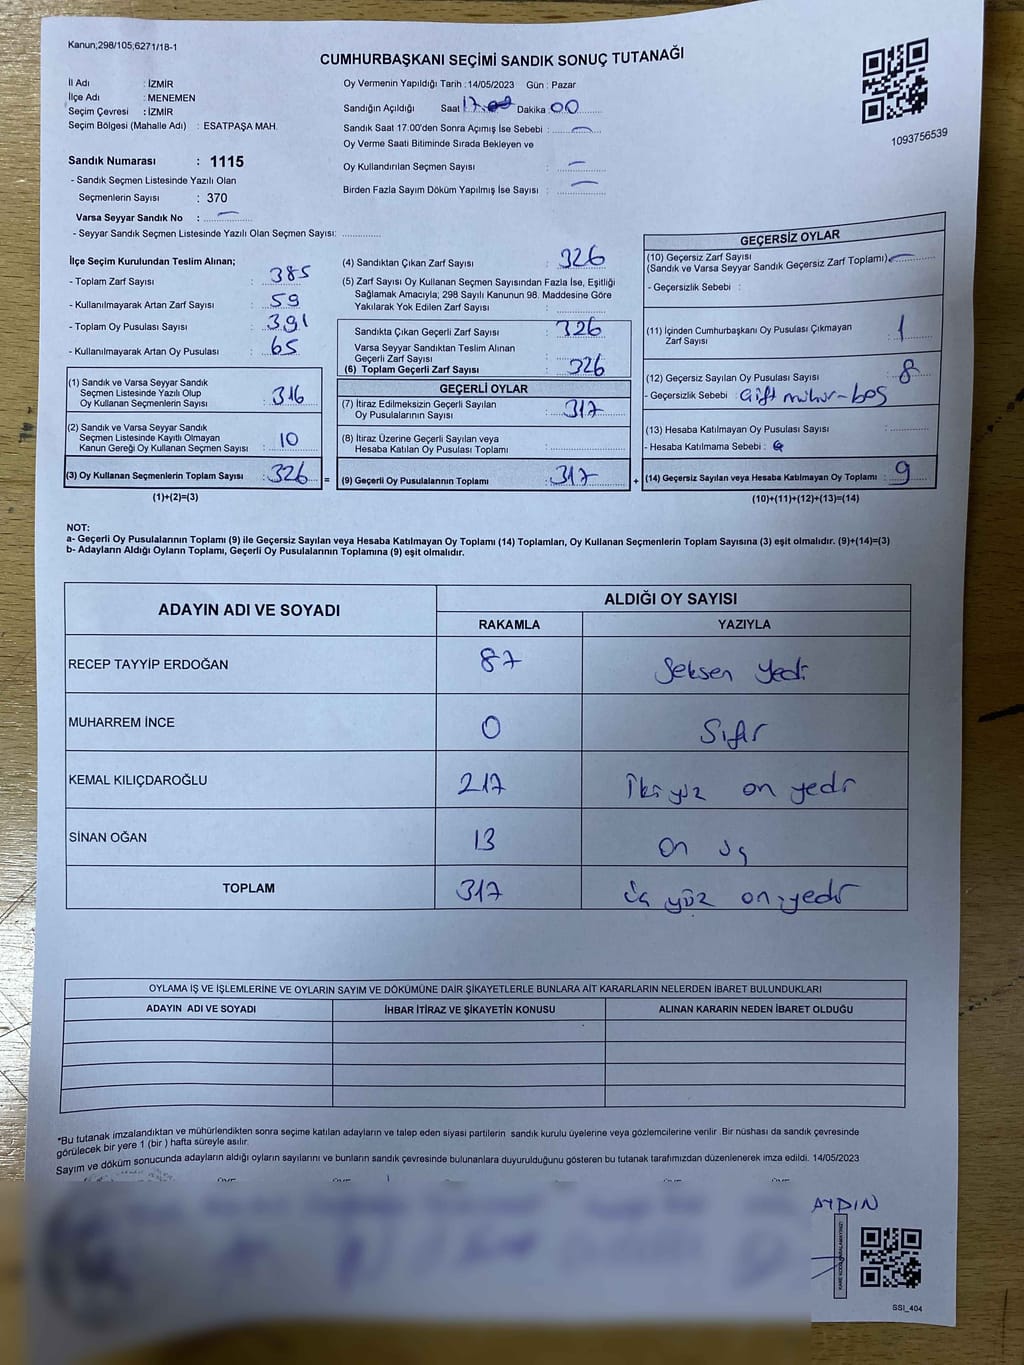 Kanun;298/105,6271/18-1
CUMHURBAŞKANI SEÇİMİ SANDIK SONUÇ TUTANAĞI
İl Adı : İZMİR
İlçe Adı : MENEMEN
Seçim Çevresi : İZMİR
Seçim Bölgesi (Mahalle Adı) : ESATPAŞA MAH.
Sandık Numarası : 1115
- Sandık Seçmen Listesinde Yazılı Olan
Seçmenlerin Sayısı : 370
Varsa Seyyar Sandık No : -
- Seyyar Sandık Seçmen Listesinde Yazılı Olan Seçmen Sayısı:
Oy Vermenin Yapıldığı Tarih : 14/05/2023 Gün : Pazar
Sandığın Açıldığı Saat 17.00 Dakika 00
Sandık Saat 17:00'den Sonra Açımış İse Sebebi : -
Oy Verme Saati Bitiminde Sırada Bekleyen ve
Oy Kullandırılan Seçmen Sayısı : -
Birden Fazla Sayım Döküm Yapılmış İse Sayısı : -
1093756539
İlçe Seçim Kurulundan Teslim Alınan;
- Toplam Zarf Sayısı : 385
- Kullanılmayarak Artan Zarf Sayısı : 59
- Toplam Oy Pusulası Sayısı : 391
- Kullanılmayarak Artan Oy Pusulası : 65
(1) Sandık ve Varsa Seyyar Sandık
Seçmen Listesinde Yazılı Olup
Oy Kullanan Seçmenlerin Sayısı : 316
(2) Sandık ve Varsa Seyyar Sandık
Seçmen Listesinde Kayıtlı Olmayan
Kanun Gereği Oy Kullanan Seçmen Sayısı : 10
(3) Oy Kullanan Seçmenlerin Toplam Sayısı : 326 =
(1)+(2)=(3)
(4) Sandıktan Çıkan Zarf Sayısı : 326
(5) Zarf Sayısı Oy Kullanan Seçmen Sayısından Fazla İse, Eşitliği
Sağlamak Amacıyla; 298 Sayılı Kanunun 98. Maddesine Göre
Yakılarak Yok Edilen Zarf Sayısı :
Sandıkta Çıkan Geçerli Zarf Sayısı : 326
Varsa Seyyar Sandıktan Teslim Alınan
Geçerli Zarf Sayısı :
(6) Toplam Geçerli Zarf Sayısı : 326
GEÇERLİ OYLAR
(7) İtiraz Edilmeksizin Geçerli Sayılan
Oy Pusulalarının Sayısı : 317
(8) İtiraz Üzerine Geçerli Sayılan veya
Hesaba Katılan Oy Pusulası Toplamı :
(9) Geçerli Oy Pusulalarının Toplamı : 317 +
GEÇERSİZ OYLAR
(10) Geçersiz Zarf Sayısı
(Sandık ve Varsa Seyyar Sandık Geçersiz Zarf Toplamı) : -
- Geçersizlik Sebebi :
(11) İçinden Cumhurbaşkanı Oy Pusulası Çıkmayan
Zarf Sayısı : 1
(12) Geçersiz Sayılan Oy Pusulası Sayısı : 8
- Geçersizlik Sebebi : Çift mühür-boş
(13) Hesaba Katılmayan Oy Pusulası Sayısı :
- Hesaba Katılmama Sebebi :
(14) Geçersiz Sayılan veya Hesaba Katılmayan Oy Toplamı : 9
(10)+(11)+(12)+(13)=(14)
NOT:
a- Geçerli Oy Pusulalarının Toplamı (9) ile Geçersiz Sayılan veya Hesaba Katılmayan Oy Toplamı (14) Toplamları, Oy Kullanan Seçmenlerin Toplam Sayısına (3) eşit olmalıdır. (9)+(14)=(3)
b- Adayların Aldığı Oyların Toplamı, Geçerli Oy Pusulalarının Toplamına (9) eşit olmalıdır.
ADAYIN ADI VE SOYADI
ALDIĞI OY SAYISI
RAKAMLA YAZIYLA
RECEP TAYYİP ERDOĞAN 87 Seksen Yedi
MUHARREM İNCE 0 Sıfır
KEMAL KILIÇDAROĞLU 217 İki yüz on yedi
SİNAN OĞAN 13 on üç
TOPLAM 317 üç yüz on yedi
OYLAMA İŞ VE İŞLEMLERİNE VE OYLARIN SAYIM VE DÖKÜMÜNE DAİR ŞİKAYETLERLE BUNLARA AİT KARARLARIN NELERDEN İBARET BULUNDUKLARI
ADAYIN ADI VE SOYADI İHBAR İTİRAZ VE ŞİKAYETİN KONUSU ALINAN KARARIN NEDEN İBARET OLDUĞU
*Bu tutanak imzalandıktan ve mühürlendikten sonra seçime katılan adayların ve talep eden siyasi partilerin sandık kurulu üyelerine veya gözlemcilerine verilir .Bir nüshası da sandık çevresinde
görülecek bir yere 1 (bir ) hafta süreyle asılır.
Sayım ve döküm sonucunda adayların aldığı oyların sayılarını ve bunların sandık çevresinde bulunanlara duyurulduğunu gösteren bu tutanak tarafımızdan düzenlenerek imza edildi. 14/05/2023
AYDIN
SSI_404